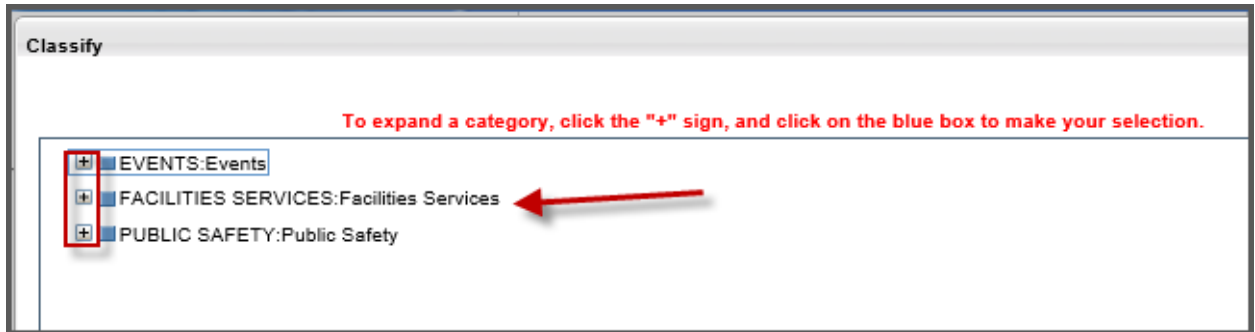 Classify
To expand a category, click the "+" sign, and click on the blue box to make your selection.
EVENTS:Events
FACILITIES SERVICES:Facilities Services
PUBLIC SAFETY:Public Safety